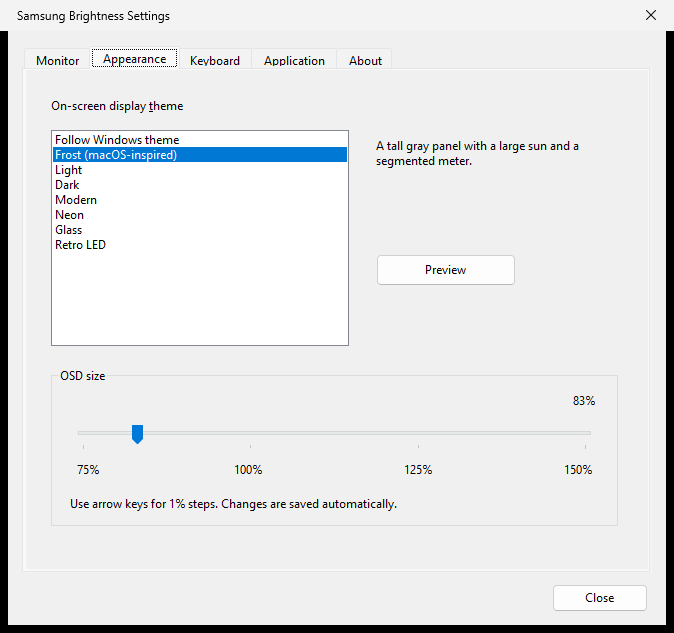 Samsung Brightness Settings
Monitor Appearance Keyboard Application About
On-screen display theme
Follow Windows theme
Frost (macOS-inspired)
Light
Dark
Modern
Neon
Glass
Retro LED
A tall gray panel with a large sun and a
segmented meter.
Preview
OSD size
83%
75% 100% 125% 150%
Use arrow keys for 1% steps. Changes are saved automatically.
Close